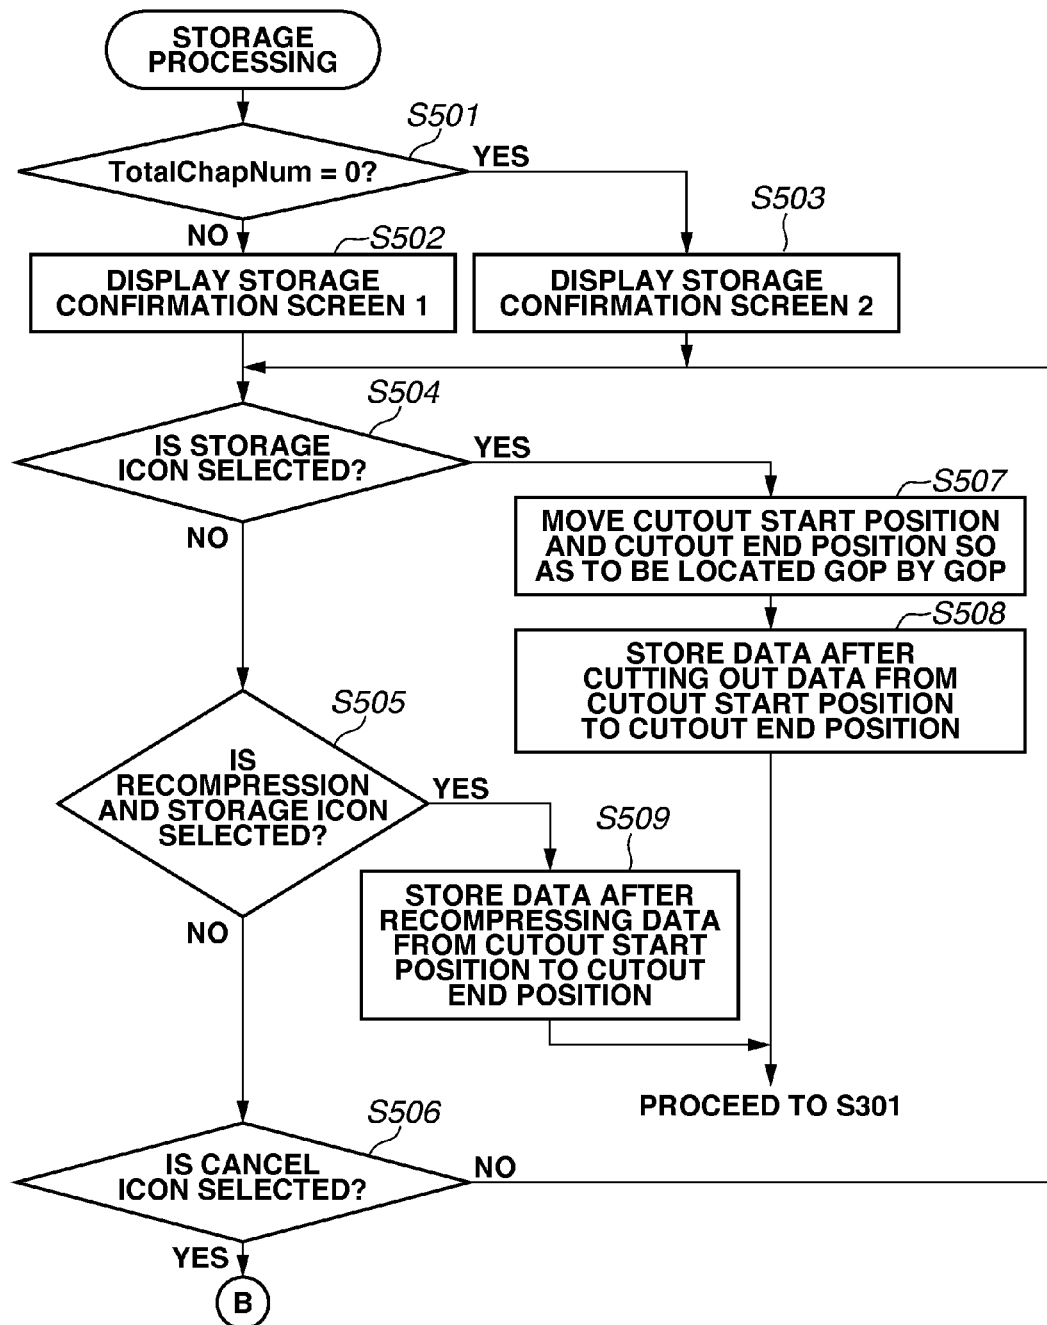 STORAGE
PROCESSING
S501
TotalChapNum = 0?
YES
NO
S502
S503
DISPLAY STORAGE
CONFIRMATION SCREEN 1
DISPLAY STORAGE
CONFIRMATION SCREEN 2
S504
IS STORAGE
ICON SELECTED?
YES
NO
S507
MOVE CUTOUT START POSITION
AND CUTOUT END POSITION SO
AS TO BE LOCATED GOP BY GOP
S508
STORE DATA AFTER
CUTTING OUT DATA FROM
CUTOUT START POSITION
TO CUTOUT END POSITION
S505
IS
RECOMPRESSION
AND STORAGE ICON
SELECTED?
YES
NO
S509
STORE DATA AFTER
RECOMPRESSING DATA
FROM CUTOUT START
POSITION TO CUTOUT
END POSITION
PROCEED TO S301
S506
IS CANCEL
ICON SELECTED?
NO
YES
B